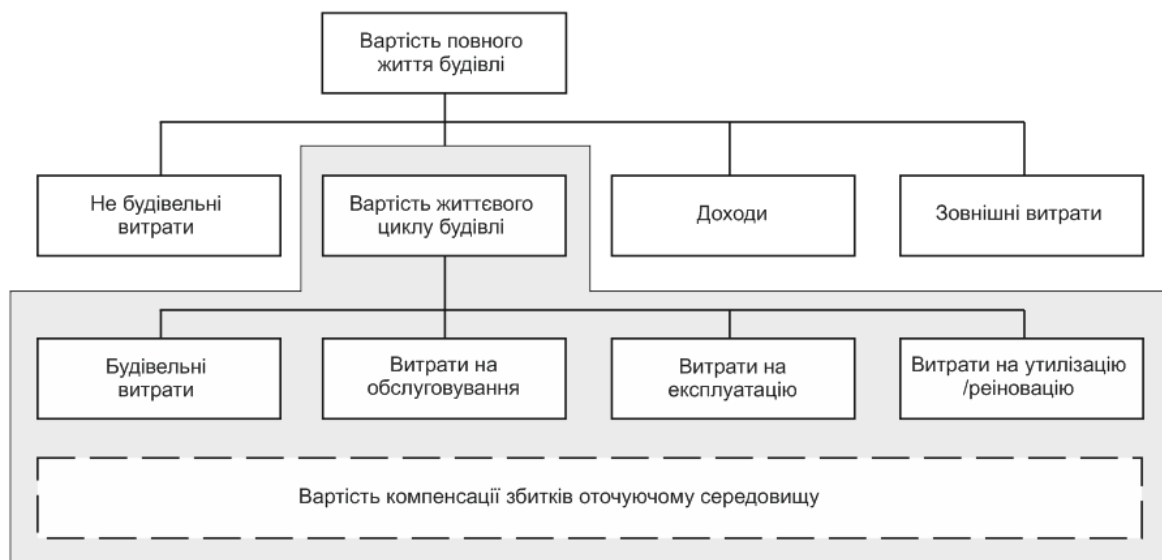 Вартість повного
життя будівлі
Не будівельні
витрати
Вартість життєвого
циклу будівлі
Доходи
Зовнішні витрати
Будівельні
витрати
Витрати на
обслуговування
Витрати на
експлуатацію
Витрати на утилізацію
/реіновацію
Вартість компенсації збитків оточуючому середовищу